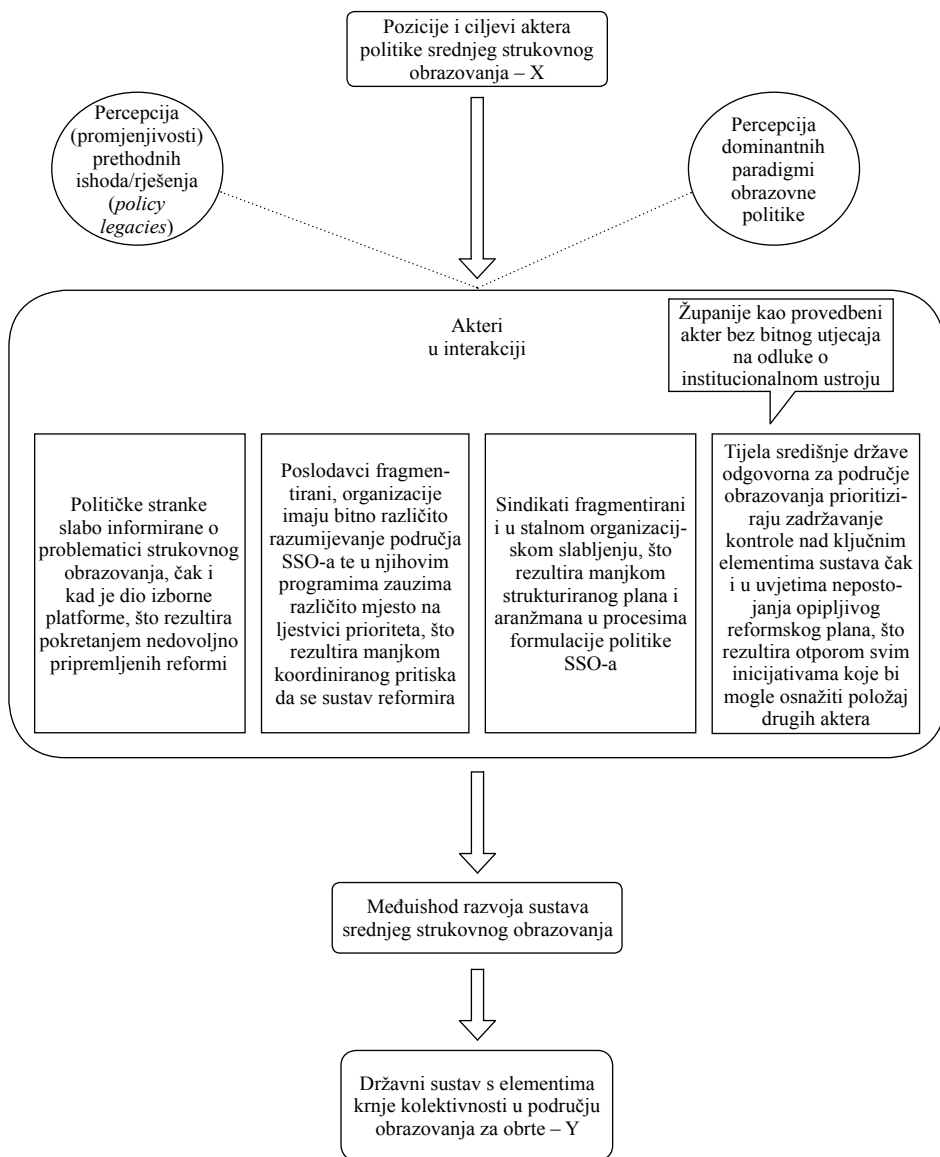 Pozicije i ciljevi aktera
politike srednjeg strukovnog
obrazovanja – X
Percepcija
(promjenjivosti)
prethodnih
ishoda/rješenja
(policy
legacies)
Percepcija
dominantnih
paradigmi
obrazovne
politike
Akteri
u interakciji
Županije kao provedbeni
akter bez bitnog utjecaja
na odluke o
institucionalnom ustroju
Političke stranke
slabo informirane o
problematici strukovnog
obrazovanja, čak i
kad je dio izborne
platforme, što rezultira
pokretanjem nedovoljno
pripremljenih reformi
Poslodavci fragmen-
tirani, organizacije
imaju bitno različito
razumijevanje područja
SSO-a te u njihovim
programima zauzima
različito mjesto na
ljestvici prioriteta, što
rezultira manjkom
koordiniranog pritiska
da se sustav reformira
Sindikati fragmentirani
i u stalnom organizacij-
skom slabljenju, što
rezultira manjkom
strukturiranog plana i
aranžmana u procesima
formulacije politike
SSO-a
Tijela središnje države
odgovorna za područje
obrazovanja prioritizi-
raju zadržavanje
kontrole nad ključnim
elementima sustava čak
i u uvjetima neposto-
janja opipljivog
reformskog plana, što
rezultira otporom svim
inicijativama koje bi
mogle osnažiti položaj
drugih aktera
Međuishod razvoja sustava
srednjeg strukovnog obrazovanja
Državni sustav s elementima
krnje kolektivnosti u području
obrazovanja za obrte – Y